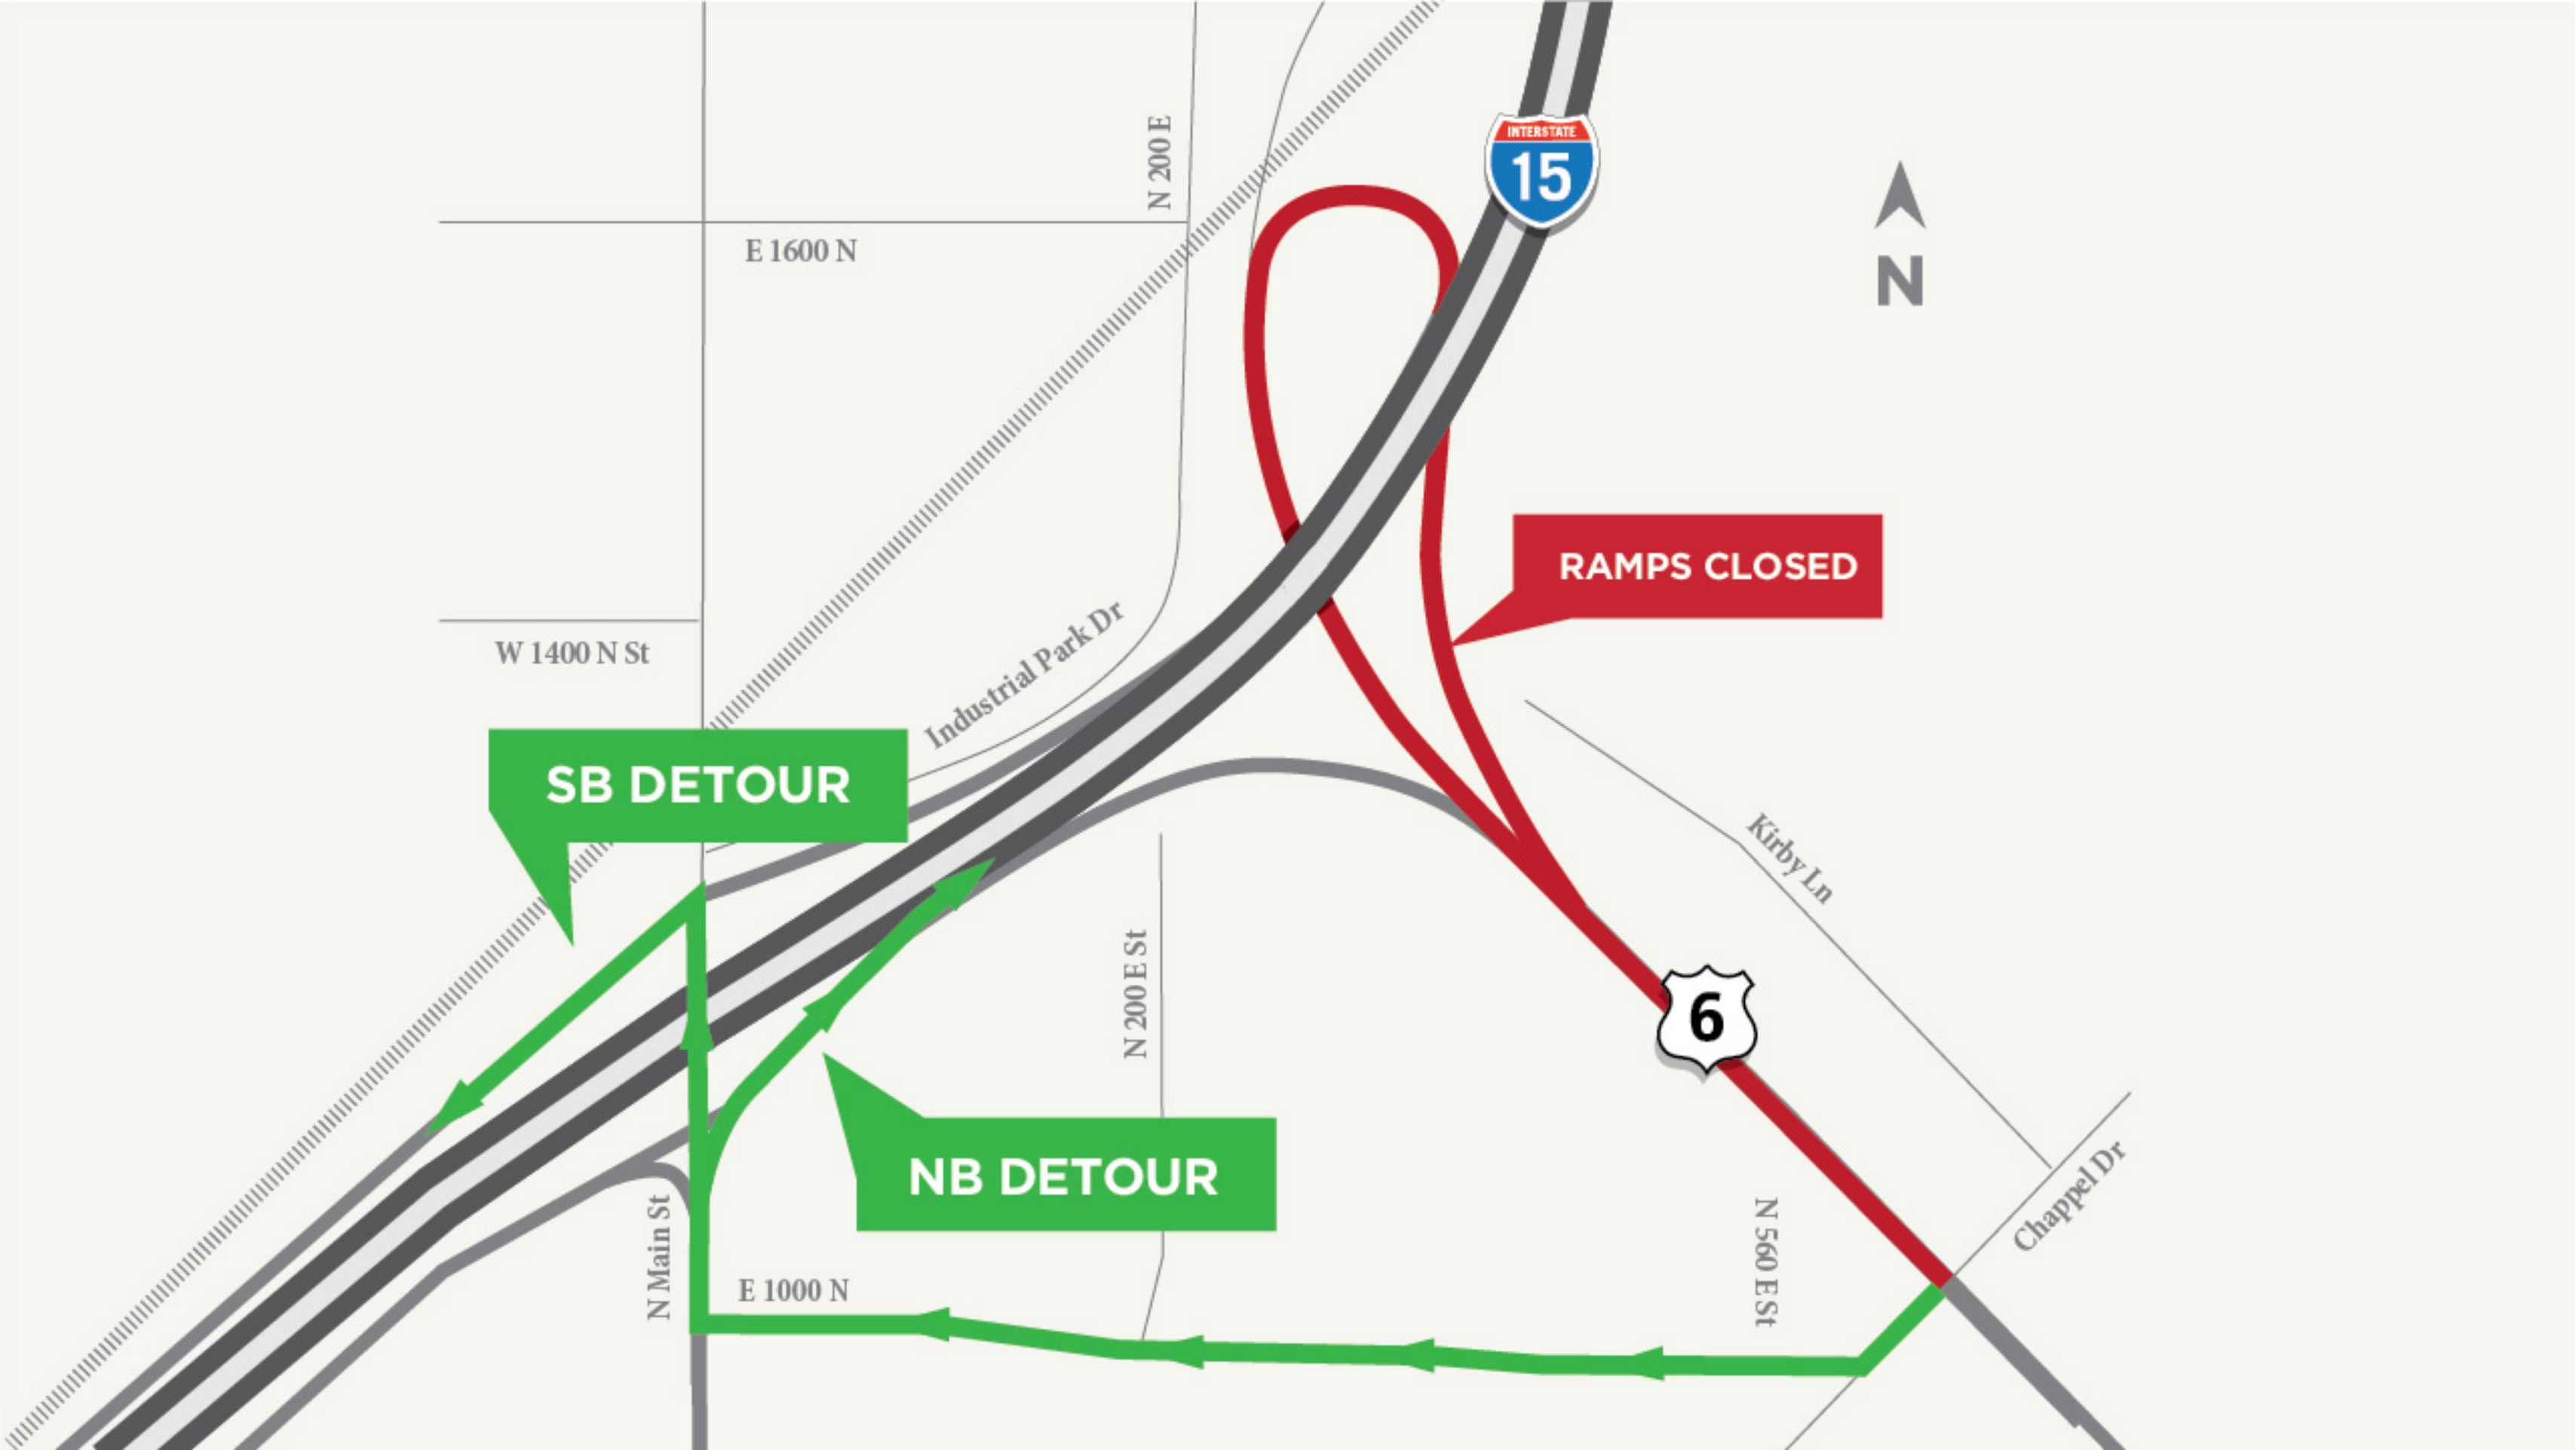 INTERSTATE
15
N 200 E
E 1600 N
N
RAMPS CLOSED
W 1400 N St
Industrial Park Dr
SB DETOUR
Kirby Ln
N 200 E St
6
NB DETOUR
Chappel Dr
N Main St
N 560 E St
E 1000 N